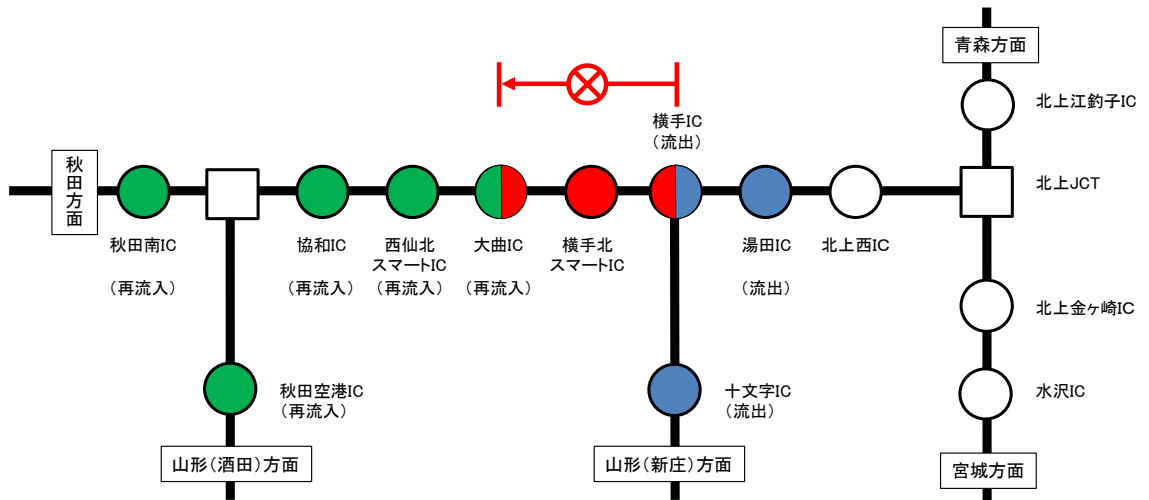 青森方面
北上江釣子IC
横手IC
（流出）
秋田方面
北上JCT
秋田南IC
（再流入）
協和IC
（再流入）
西仙北
スマートIC
（再流入）
大曲IC
（再流入）
横手北
スマートIC
湯田IC
（流出）
北上西IC
北上金ヶ崎IC
秋田空港IC
（再流入）
十文字IC
（流出）
水沢IC
山形（酒田）方面
山形（新庄）方面
宮城方面